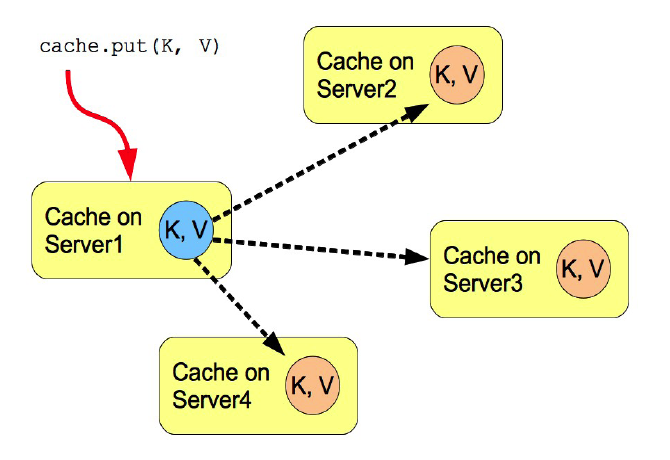 cache.put(K, V)
Cache on
Server2
K, V
Cache on
Server1
K, V
Cache on
Server3
K, V
Cache on
Server4
K, V